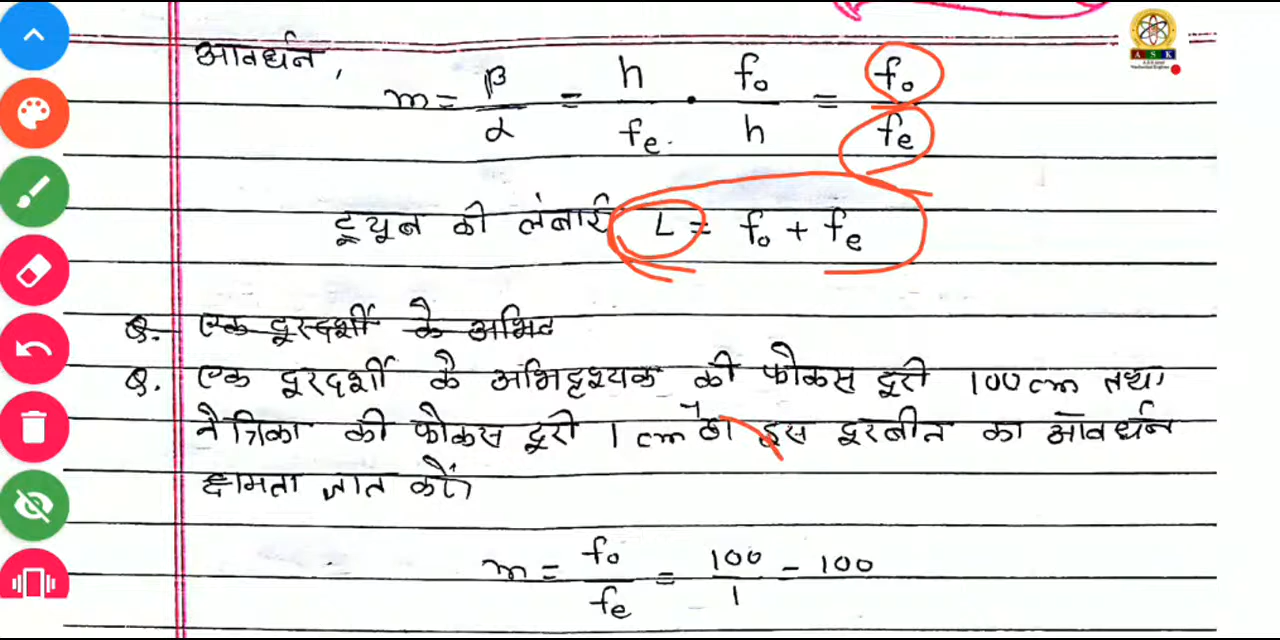 A S K
आवर्धन,
m = β/α = h/fe . fo/h = fo/fe
ट्यूब की लंबाई L = fo + fe
Q. एक दूरदर्शी के अभिद
Q. एक दूरदर्शी के अभिदृश्यक की फोकस दूरी 100 cm तथा
नेत्रिका की फोकस दूरी 1 cm है। इस दूरबीन का आवर्धन
क्षमता ज्ञात करें।
m = fo/fe = 100/1 = 100